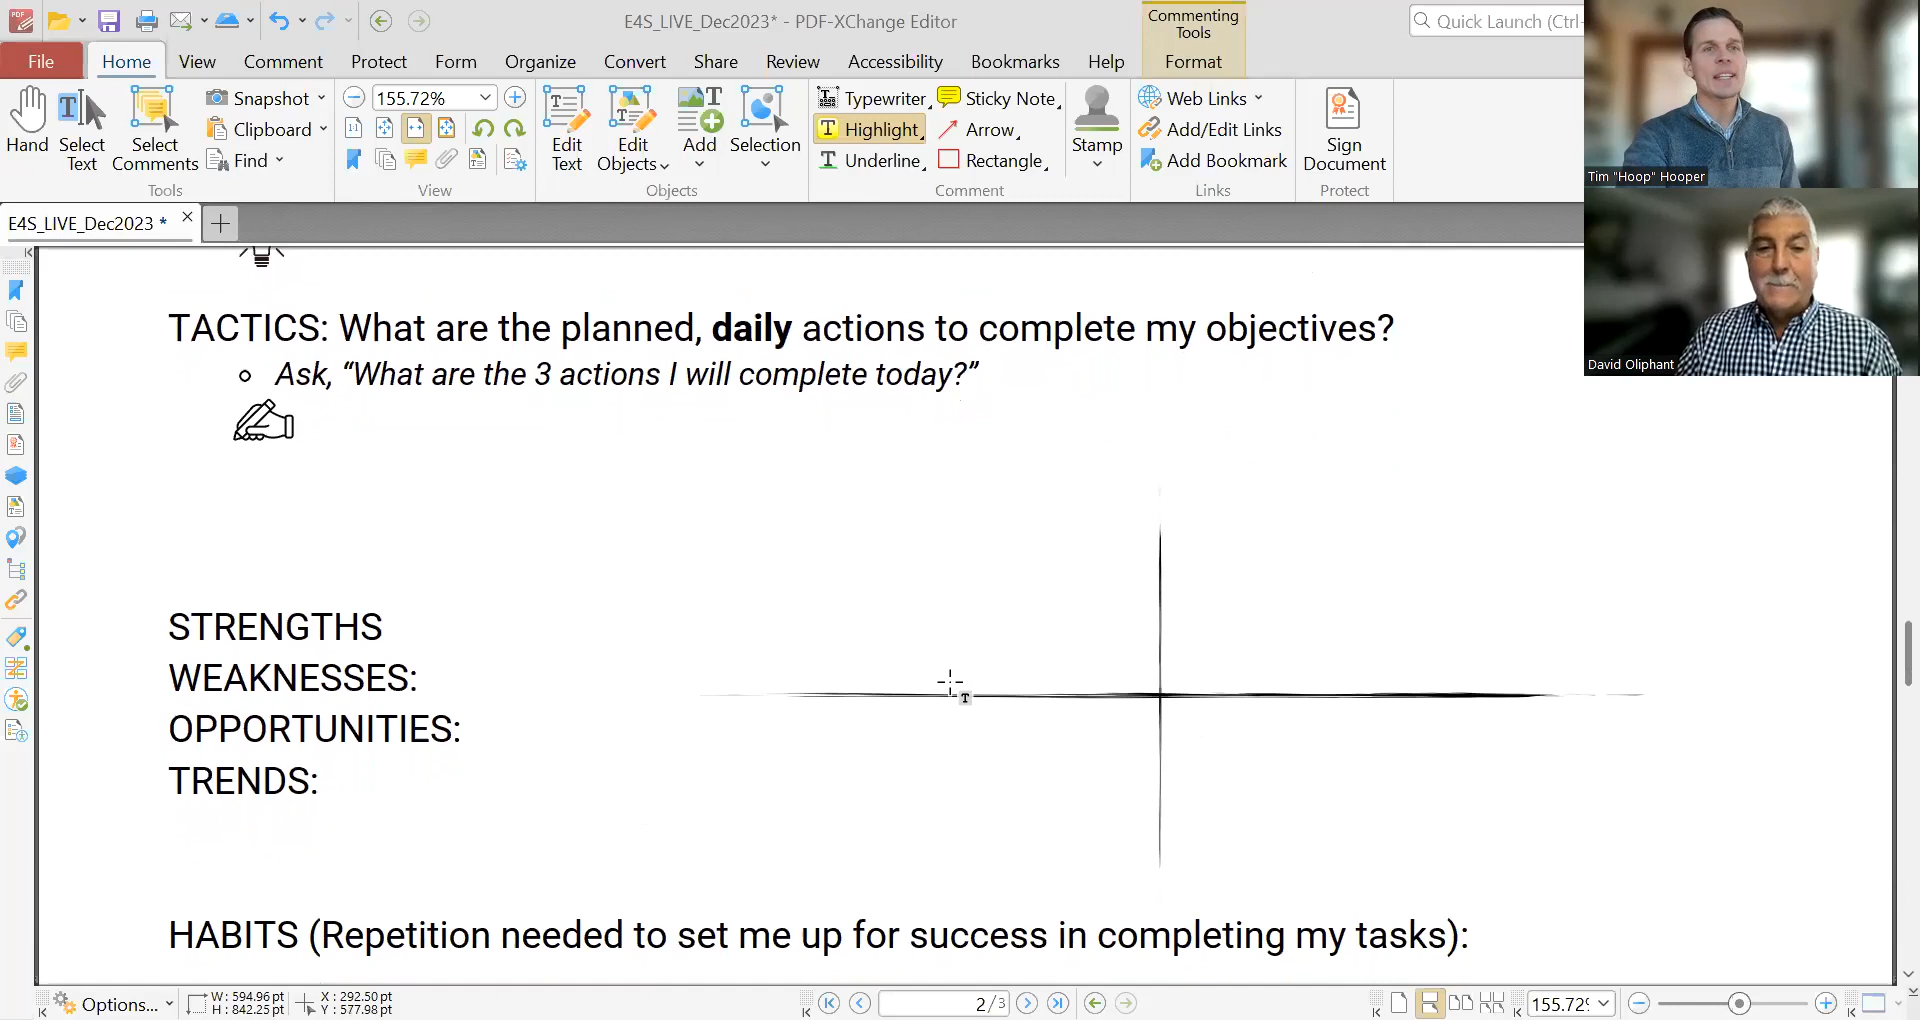 E4S_LIVE_Dec2023* - PDF-XChange Editor
Commenting Tools
Quick Launch (Ctrl-
File Home View Comment Protect Form Organize Convert Share Review Accessibility Bookmarks Help Format
Hand
Select Text
Select Comments
Snapshot
Clipboard
Find
Tools
155.72%
View
Edit Text
Edit Objects
Add
Selection
Objects
Typewriter
Highlight
Underline
Sticky Note
Arrow
Rectangle
Comment
Stamp
Web Links
Add/Edit Links
Add Bookmark
Links
Sign Document
Protect
Tim "Hoop" Hooper
David Oliphant
E4S_LIVE_Dec2023 *
TACTICS: What are the planned, daily actions to complete my objectives?
Ask, “What are the 3 actions I will complete today?”
STRENGTHS
WEAKNESSES:
OPPORTUNITIES:
TRENDS:
HABITS (Repetition needed to set me up for success in completing my tasks):
Options...
W: 594.96 pt
H: 842.25 pt
X: 292.50 pt
Y: 577.98 pt
2/3
155.72%